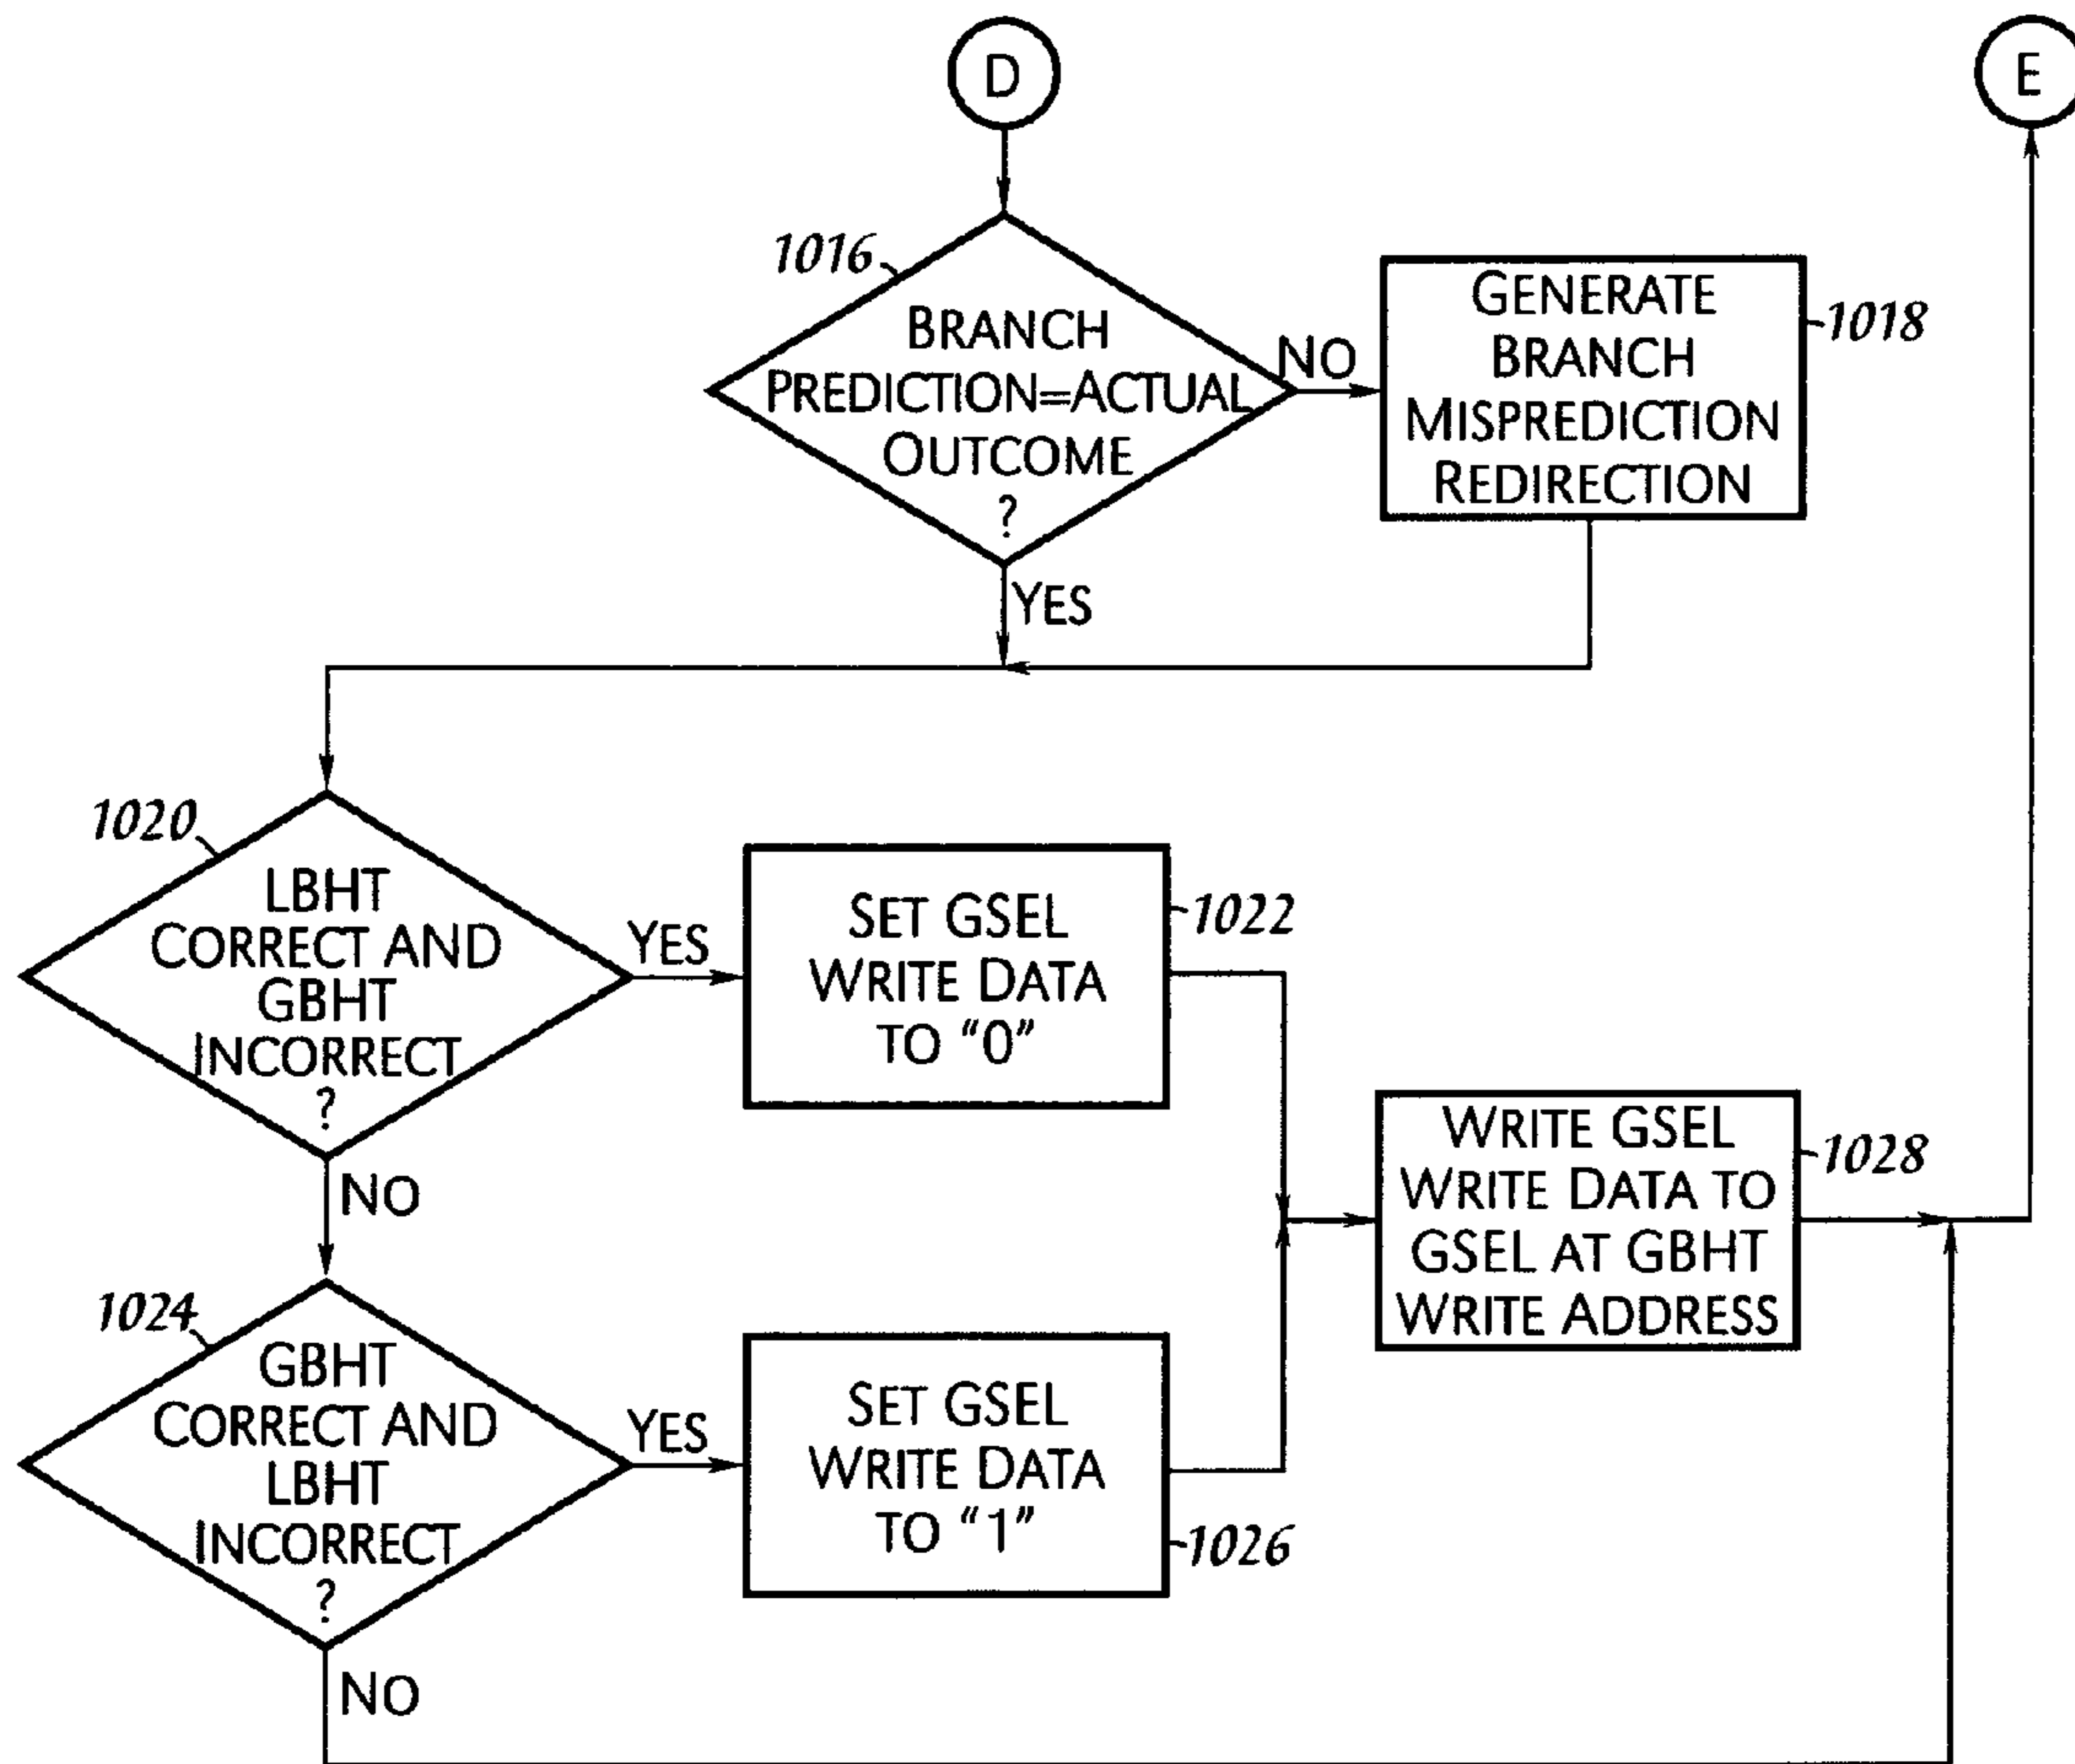 D
E
1016
BRANCH
PREDICTION=ACTUAL
OUTCOME
?
NO
GENERATE
BRANCH
MISPREDICTION
REDIRECTION
1018
YES
1020
LBHT
CORRECT AND
GBHT
INCORRECT
?
YES
SET GSEL
WRITE DATA
TO “0”
1022
NO
WRITE GSEL
WRITE DATA TO
GSEL AT GBHT
WRITE ADDRESS
1028
1024
GBHT
CORRECT AND
LBHT
INCORRECT
?
YES
SET GSEL
WRITE DATA
TO “1”
1026
NO